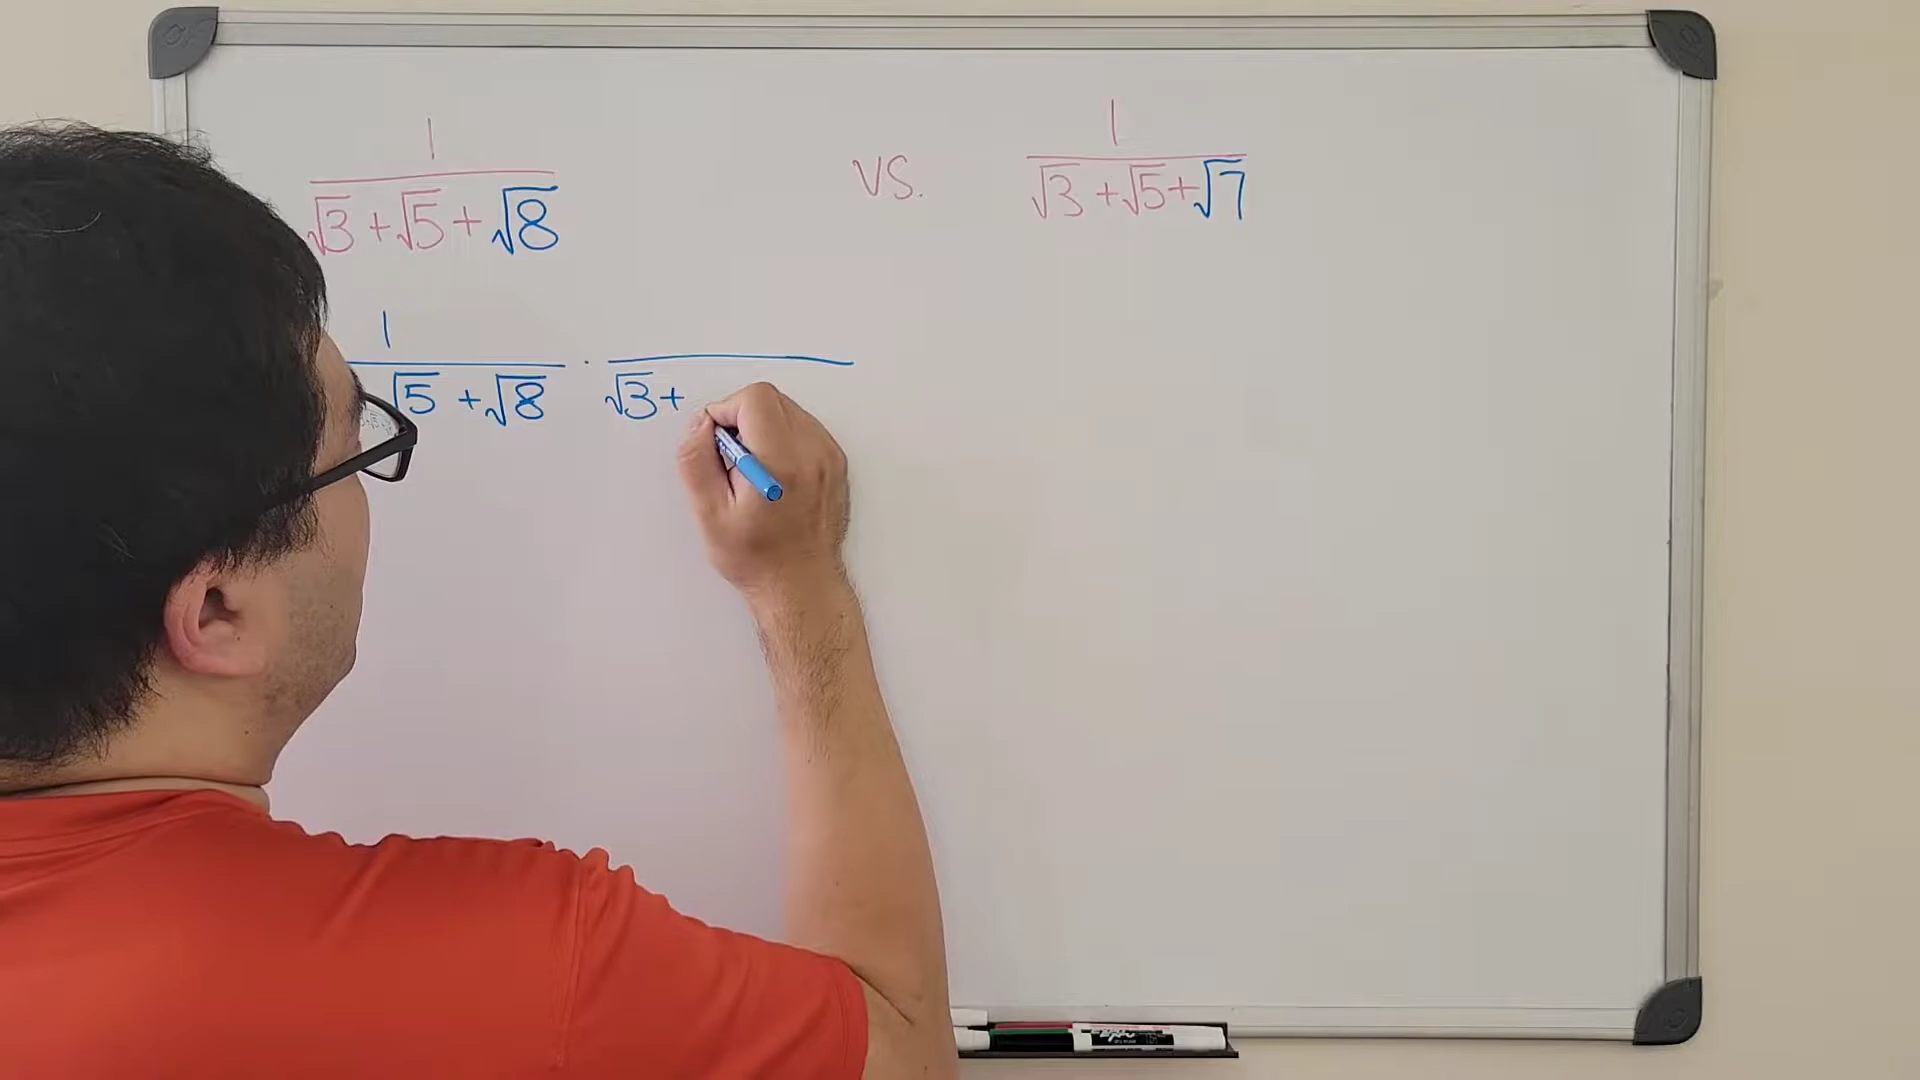 1 / √3 + √5 + √8 vs. 1 / √3 + √5 + √7
1 / √5 + √8 · / √3 +